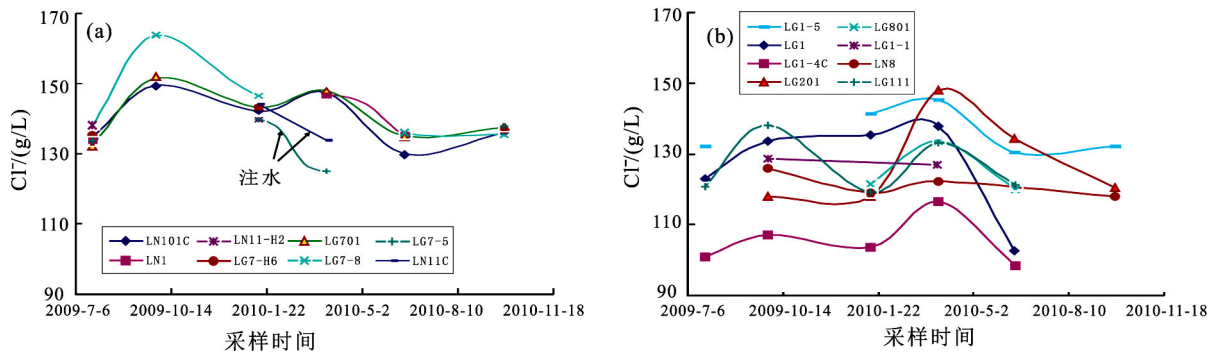 (a)
Cl⁻/(g/L)
170
150
130
110
90
注水
LN101C LN11-H2 LG701 LG7-5
LN1 LG7-H6 LG7-8 LN11C
2009-7-6 2009-10-14 2010-1-22 2010-5-2 2010-8-10 2010-11-18
采样时间
(b)
Cl⁻/(g/L)
170
150
130
110
90
LG1-5 LG801
LG1 LG1-1
LG1-4C LN8
LG201 LG111
2009-7-6 2009-10-14 2010-1-22 2010-5-2 2010-8-10 2010-11-18
采样时间